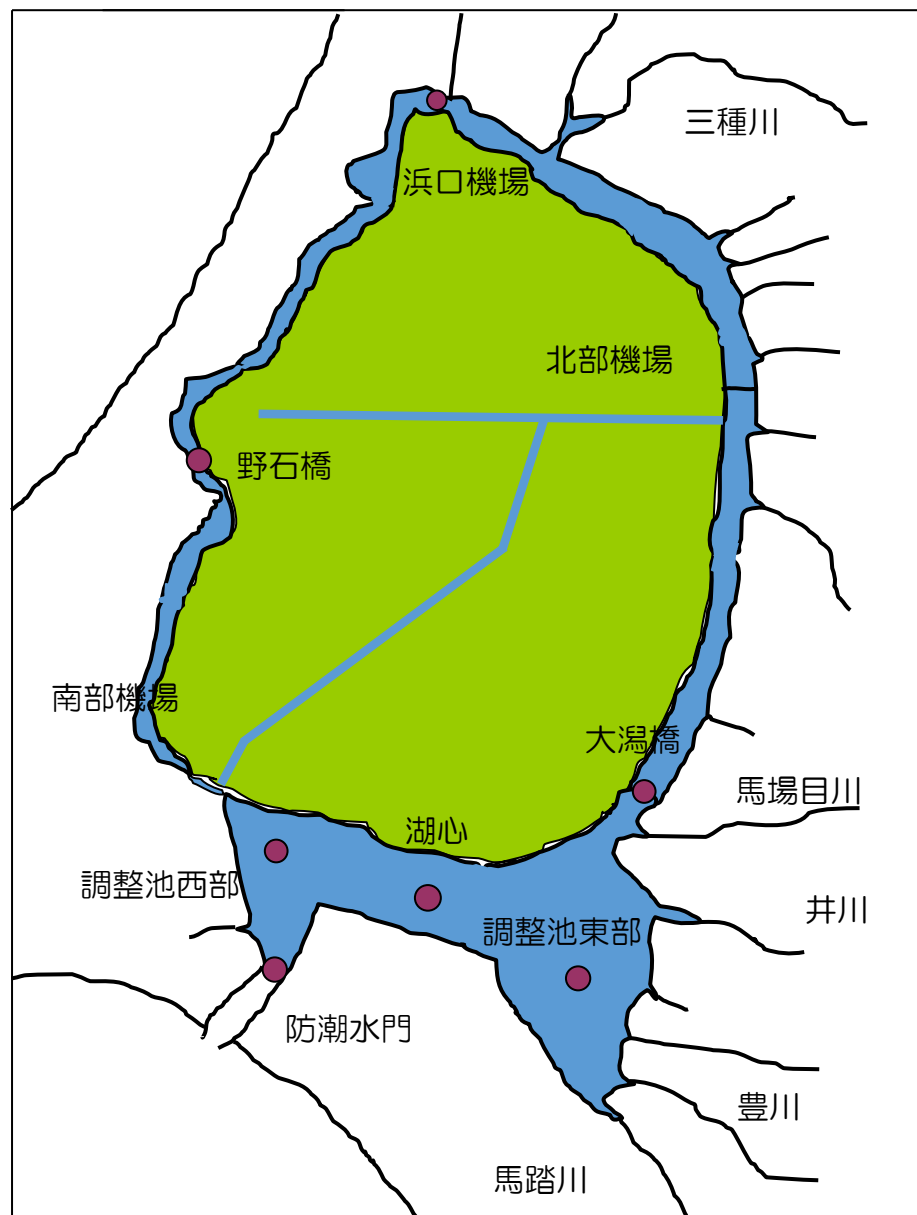 三種川
浜口機場
北部機場
野石橋
南部機場
大潟橋
馬場目川
湖心
調整池西部
井川
調整池東部
防潮水門
豊川
馬踏川